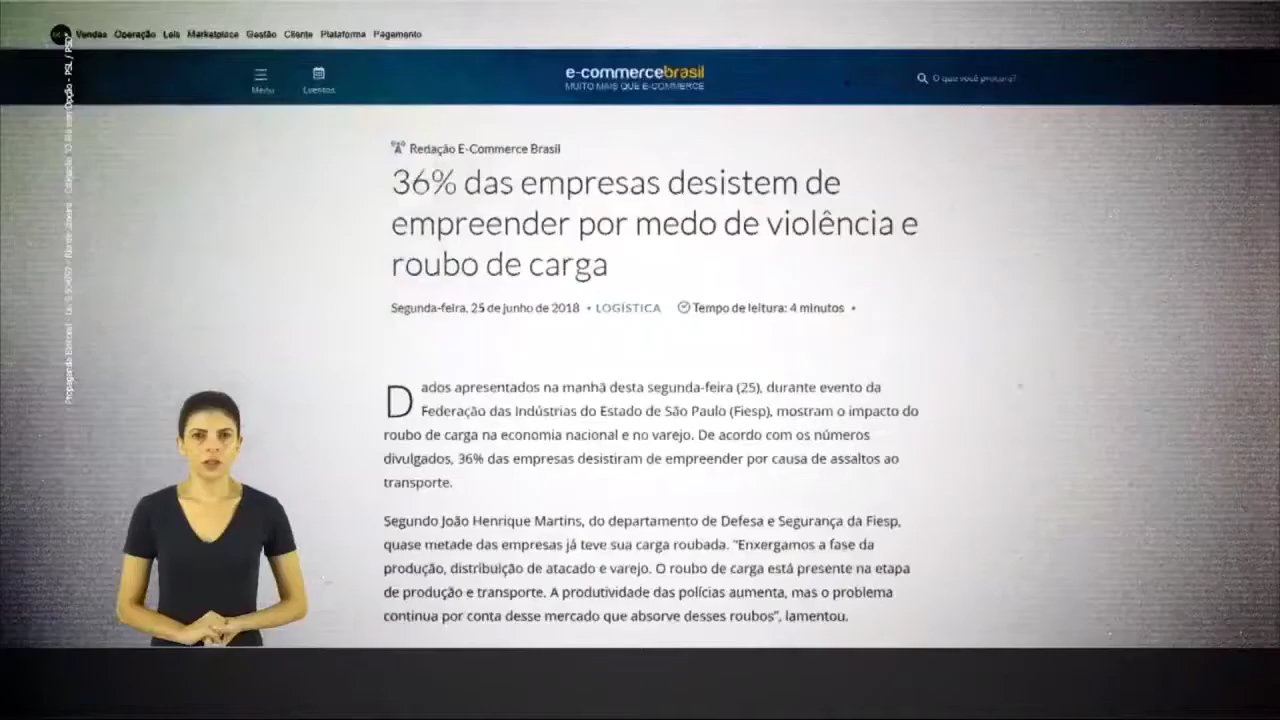 Vendas Operação Leis Marketplace Gestão Cliente Plataforma Pagamento
Menu
Eventos
e-commercebrasil
MUITO MAIS QUE E-COMMERCE
O que você procura?
Redação E-Commerce Brasil
36% das empresas desistem de
empreender por medo de violência e
roubo de carga
Segunda-feira, 25 de junho de 2018 • LOGÍSTICA Tempo de leitura: 4 minutos •
Dados apresentados na manhã desta segunda-feira (25), durante evento da
Federação das Indústrias do Estado de São Paulo (Fiesp), mostram o impacto do
roubo de carga na economia nacional e no varejo. De acordo com os números
divulgados, 36% das empresas desistiram de empreender por causa de assaltos ao
transporte.
Segundo João Henrique Martins, do departamento de Defesa e Segurança da Fiesp,
quase metade das empresas já teve sua carga roubada. "Enxergamos a fase da
produção, distribuição de atacado e varejo. O roubo de carga está presente na etapa
de produção e transporte. A produtividade das polícias aumenta, mas o problema
continua por conta desse mercado que absorve desses roubos", lamentou.
Propaganda Eleitoral Opção - PSL / PSD